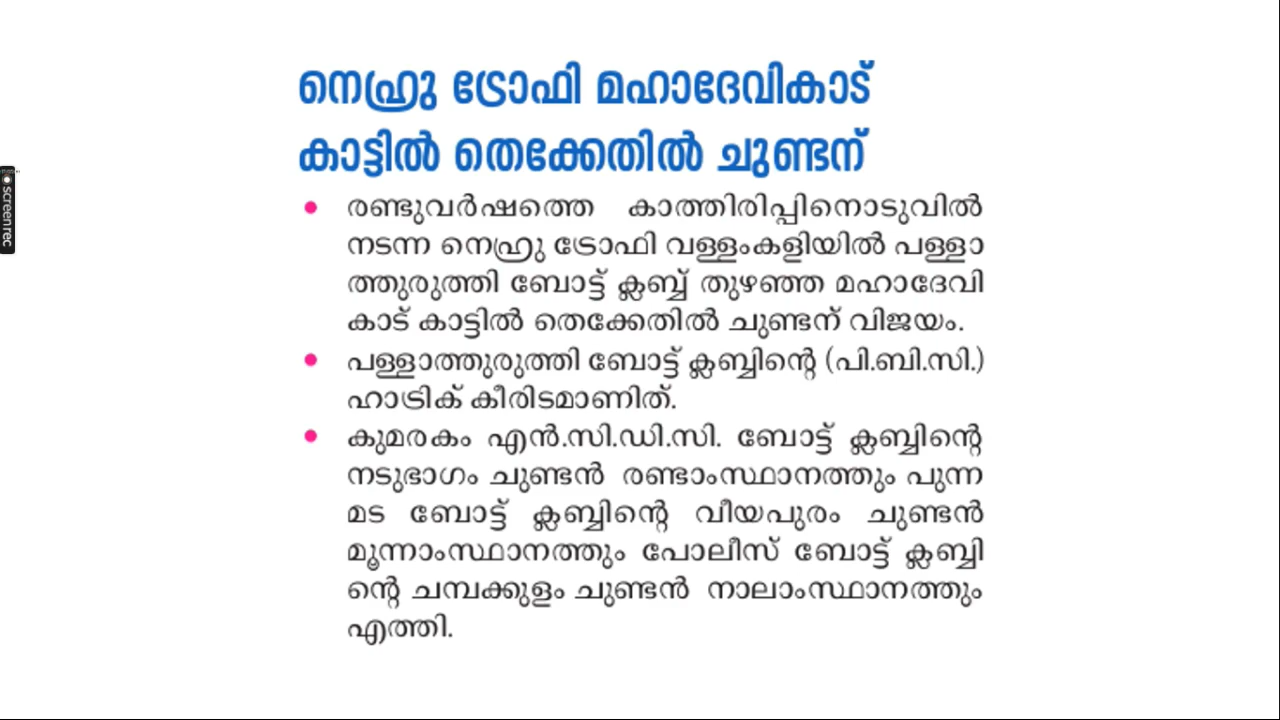 നെഹ്രു ട്രോഫി മഹാദേവികാട്
കാട്ടിൽ തെക്കേതിൽ ചുണ്ടന്
• രണ്ടുവർഷത്തെ കാത്തിരിപ്പിനൊടുവിൽ
നടന്ന നെഹ്രു ട്രോഫി വള്ളംകളിയിൽ പള്ളാ
ത്തുരുത്തി ബോട്ട് ക്ലബ്ബ് തുഴഞ്ഞ മഹാദേവി
കാട് കാട്ടിൽ തെക്കേതിൽ ചുണ്ടന് വിജയം.
• പള്ളാത്തുരുത്തി ബോട്ട് ക്ലബ്ബിന്റെ (പി.ബി.സി.)
ഹാട്രിക് കീരിടമാണിത്.
• കുമരകം എൻ.സി.ഡി.സി. ബോട്ട് ക്ലബ്ബിന്റെ
നടുഭാഗം ചുണ്ടൻ രണ്ടാംസ്ഥാനത്തും പുന്ന
മട ബോട്ട് ക്ലബ്ബിന്റെ വീയപുരം ചുണ്ടൻ
മൂന്നാംസ്ഥാനത്തും പോലീസ് ബോട്ട് ക്ലബ്ബി
ന്റെ ചമ്പക്കുളം ചുണ്ടൻ നാലാംസ്ഥാനത്തും
എത്തി.
screenrec